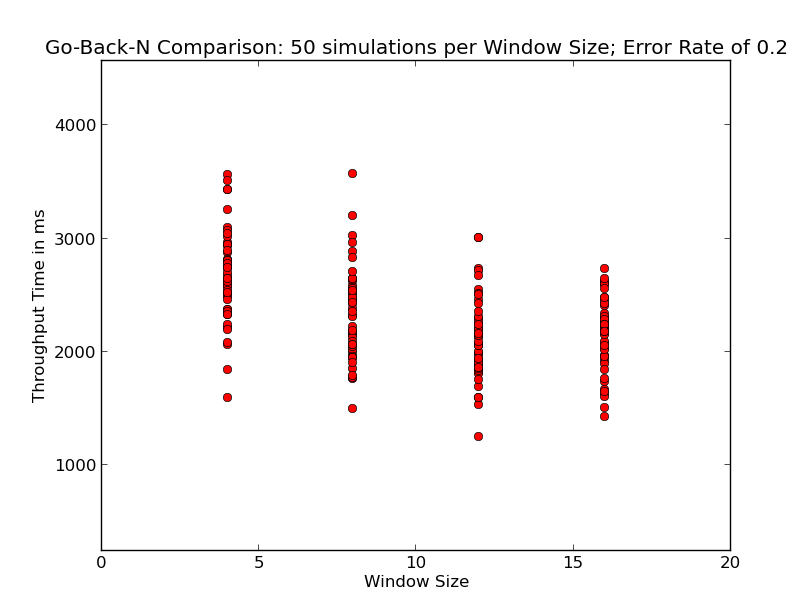 Go-Back-N Comparison: 50 simulations per Window Size; Error Rate of 0.2
4000
3000
2000
1000
Throughput Time in ms
0 5 10 15 20
Window Size